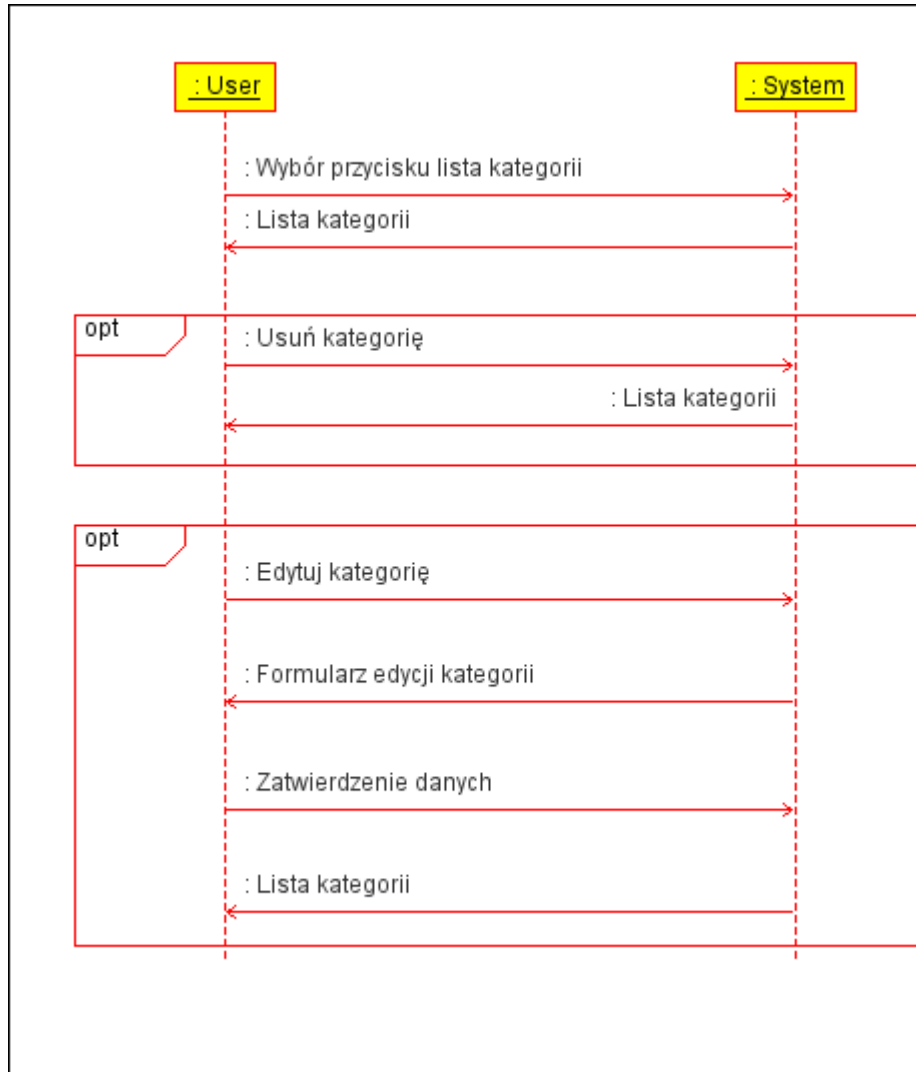 : User
: System
: Wybór przycisku lista kategorii
: Lista kategorii
opt
: Usuń kategorię
: Lista kategorii
opt
: Edytuj kategorię
: Formularz edycji kategorii
: Zatwierdzenie danych
: Lista kategorii